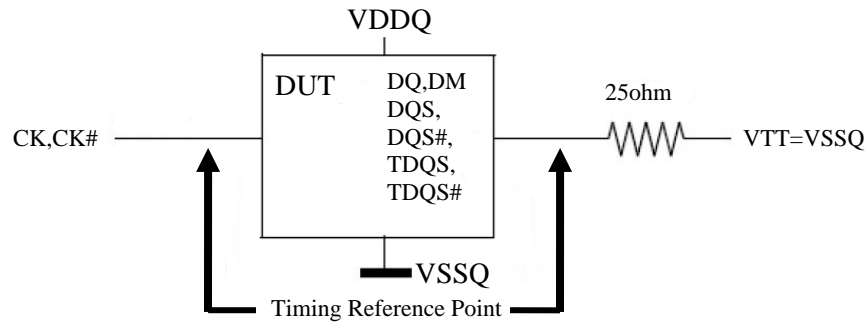 VDDQ
DUT
DQ,DM
DQS,
DQS#,
TDQS,
TDQS#
25ohm
CK,CK#
VTT=VSSQ
VSSQ
Timing Reference Point